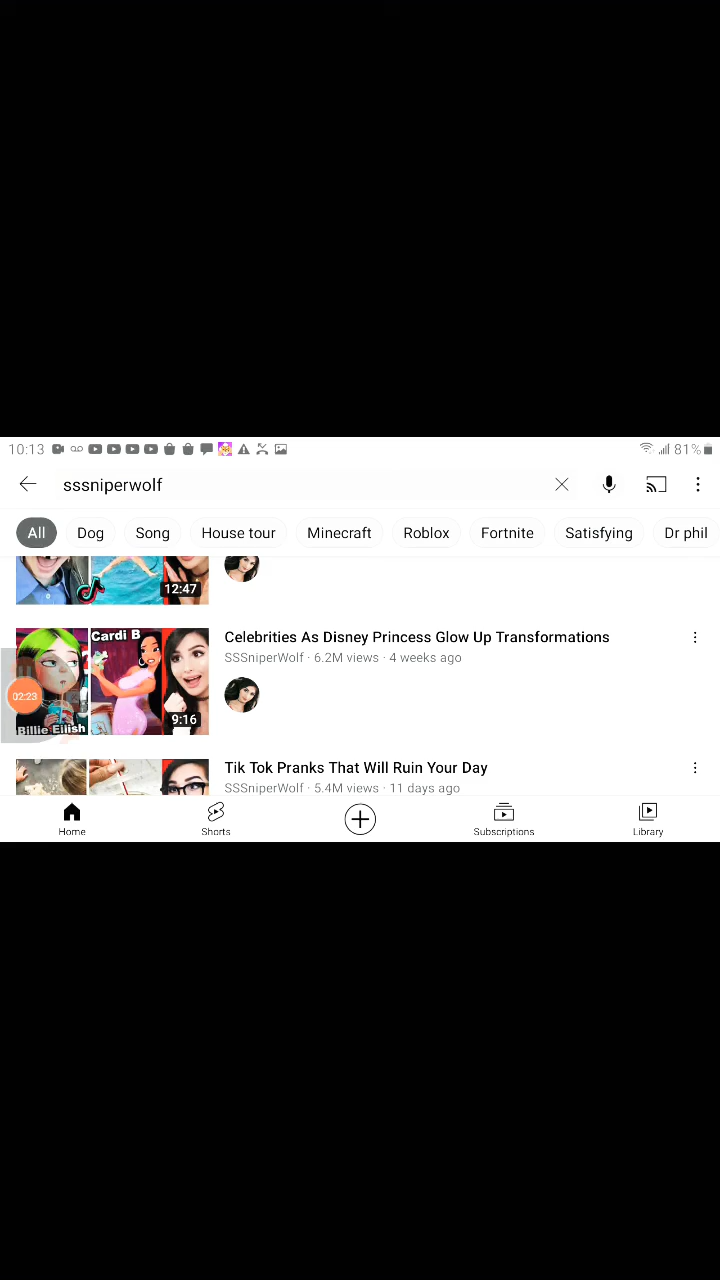 10:13 81%
sssniperwolf
All Dog Song House tour Minecraft Roblox Fortnite Satisfying Dr phil
12:47
Celebrities As Disney Princess Glow Up Transformations
SSSniperWolf · 6.2M views · 4 weeks ago
Cardi B
02:23
9:16
Billie Eilish
Tik Tok Pranks That Will Ruin Your Day
SSSniperWolf · 5.4M views · 11 days ago
Home Shorts Subscriptions Library